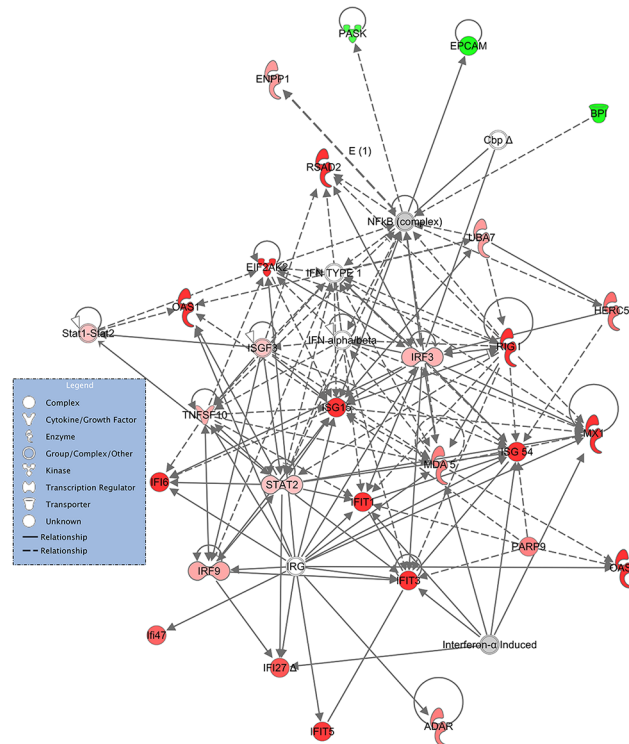 PASK
EPCAM
ENPP1
BPI
Cbp Δ
E (1)
RSAD2
NFkB (complex)
UBA7
EIF2AK2
IFN TYPE 1
OAS1
HERC5
Stat1-Stat2
ISGF3
IFN alpha/beta
IRF3
RIG1
Legend
Complex
Cytokine/Growth Factor
Enzyme
Group/Complex/Other
Kinase
Transcription Regulator
Transporter
Unknown
Relationship
Relationship
TNFSF10
ISG15
MX1
ISG 54
MDA 5
IFI6
STAT2
IFIT1
PARP9
IRF9
IRG
IFIT3
OAS
Ifi47
Interferon-α Induced
IFI27 Δ
IFIT5
ADAR